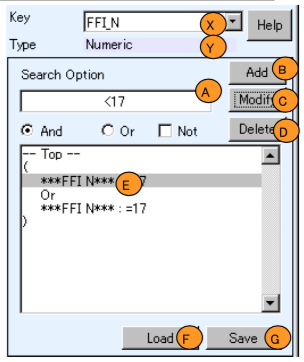 Key FFI_N X Help
Type Numeric Y
Search Option Add B
<17 A Modify C
And Or Not Delete D
-- Top --
(
***FFI N*** E 7
Or
***FFI N*** : =17
)
Load F Save G